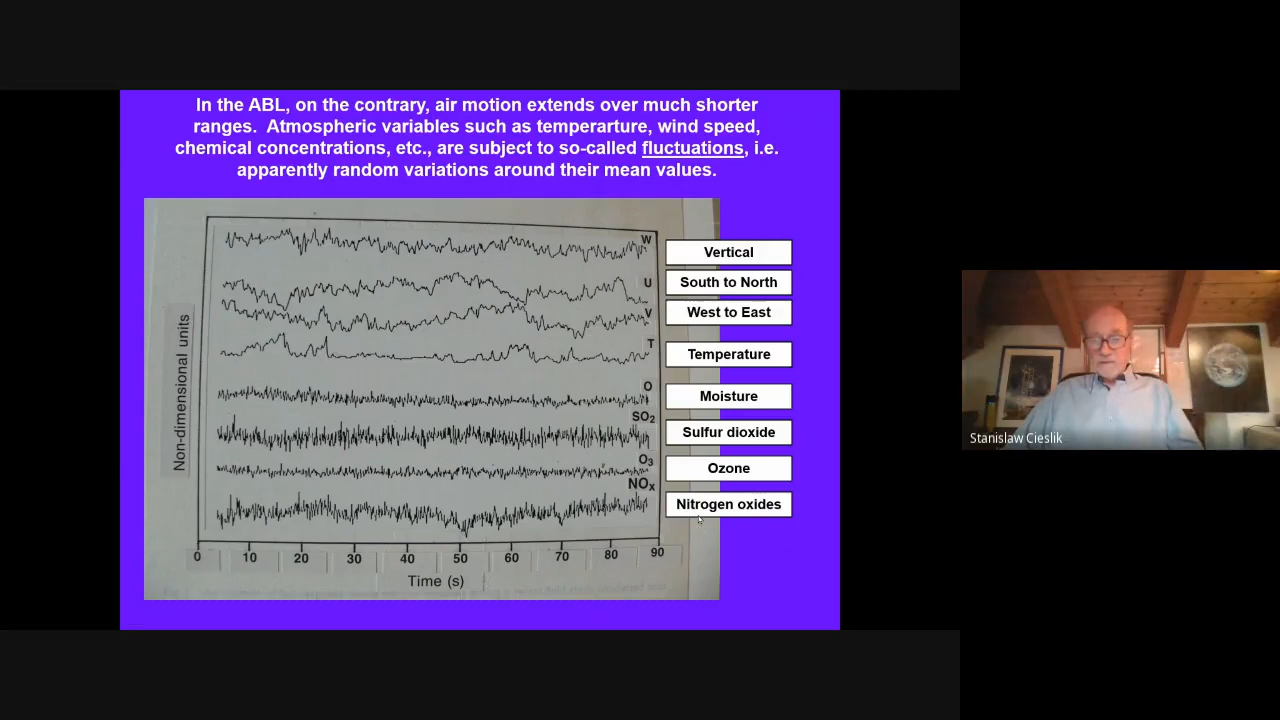 In the ABL, on the contrary, air motion extends over much shorter
ranges. Atmospheric variables such as temperarture, wind speed,
chemical concentrations, etc., are subject to so-called fluctuations, i.e.
apparently random variations around their mean values.
W
Vertical
U
South to North
V
West to East
T
Temperature
O
Moisture
SO2
Sulfur dioxide
O3
Ozone
NOx
Nitrogen oxides
Non-dimensional units
0 10 20 30 40 50 60 70 80 90
Time (s)
Stanislaw Cieslik